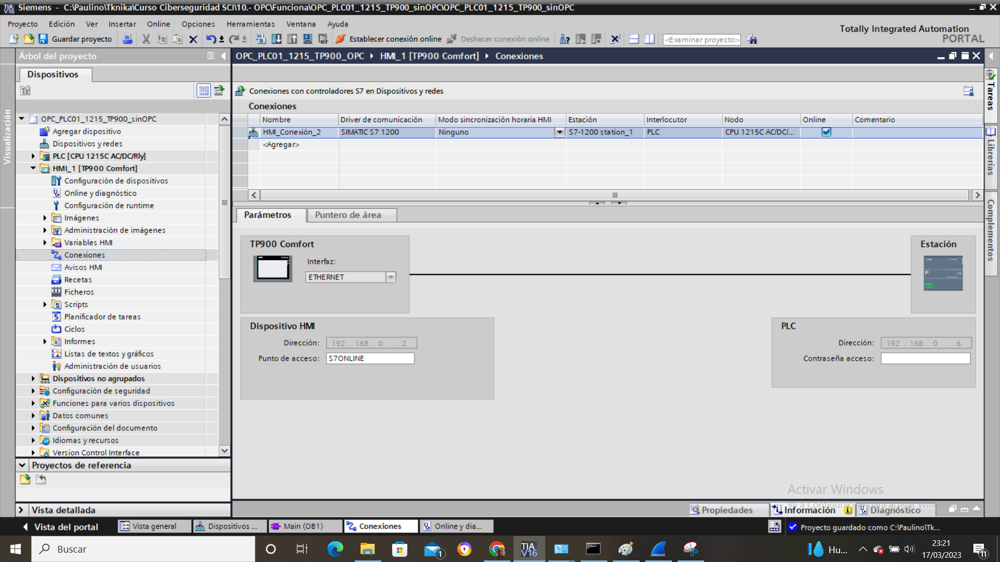 Siemens - C:\Paulino\Tknika\Curso Ciberseguridad SCI\10.- OPC\Funciona\OPC_PLC01_1215_TP900_sinOPC\OPC_PLC01_1215_TP900_sinOPC
Proyecto Edición Ver Insertar Online Opciones Herramientas Ventana Ayuda
Totally Integrated Automation
PORTAL
Guardar proyecto Establecer conexión online Deshacer conexión online <Examinar proyecto>
Árbol del proyecto
OPC_PLC01_1215_TP900_OPC HMI_1 [TP900 Comfort] Conexiones
Dispositivos
Visualización
OPC_PLC01_1215_TP900_sinOPC
Agregar dispositivo
Dispositivos y redes
PLC [CPU 1215C AC/DC/Rly]
HMI_1 [TP900 Comfort]
Configuración de dispositivos
Online y diagnóstico
Configuración de runtime
Imágenes
Administración de imágenes
Variables HMI
Conexiones
Avisos HMI
Recetas
Ficheros
Scripts
Planificador de tareas
Ciclos
Informes
Listas de textos y gráficos
Administración de usuarios
Dispositivos no agrupados
Configuración de seguridad
Funciones para varios dispositivos
Datos comunes
Configuración del documento
Idiomas y recursos
Version Control Interface
Proyectos de referencia
Vista detallada
Conexiones con controladores S7 en Dispositivos y redes
Conexiones
Nombre Driver de comunicación Modo sincronización horaria HMI Estación Interlocutor Nodo Online Comentario
HMI_Conexión_2 SIMATIC S7 1200 Ninguno S7-1200 station_1 PLC CPU 1215C AC/DC/...
<Agregar>
Parámetros Puntero de área
TP900 Comfort
Interfaz:
ETHERNET
Estación
Dispositivo HMI
Dirección: 192 . 168 . 0 . 2
Punto de acceso: S7ONLINE
PLC
Dirección: 192 . 168 . 0 . 6
Contraseña acceso:
Tareas
Librerías
Complementos
Activar Windows
Ve a Configuración para activar Windows.
Propiedades Información Diagnóstico
Vista del portal Vista general Dispositivos ... Main (OB1) Conexiones Online y dia...
Proyecto guardado como C:\Paulino\Tk...
Buscar
TIA V16
1
Hu...
23:21
17/03/2023
11